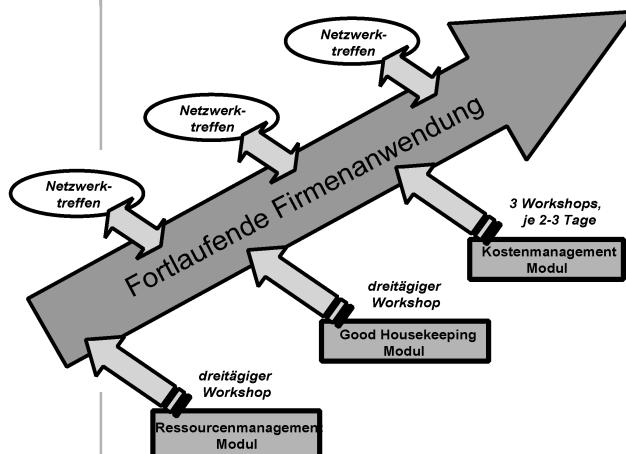 Netzwerk-
treffen
Netzwerk-
treffen
Netzwerk-
treffen
Fortlaufende Firmenanwendung
3 Workshops,
je 2-3 Tage
Kostenmanagement
Modul
dreitägiger
Workshop
Good Housekeeping
Modul
dreitägiger
Workshop
Ressourcenmanagement
Modul